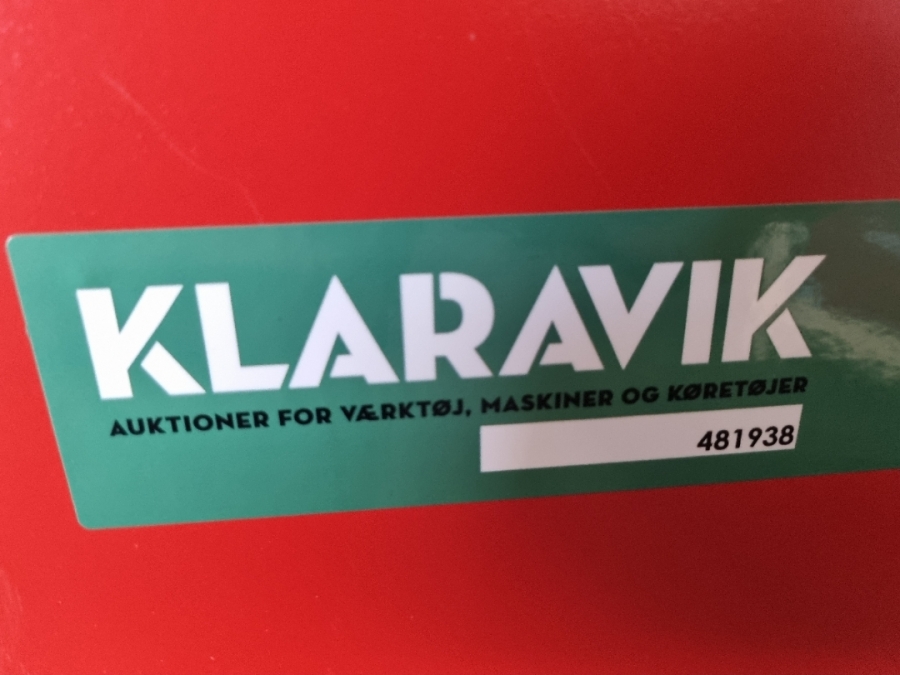 KLARAVIK
AUKTIONER FOR VÆRKTØJ, MASKINER OG KØRETØJER
481938